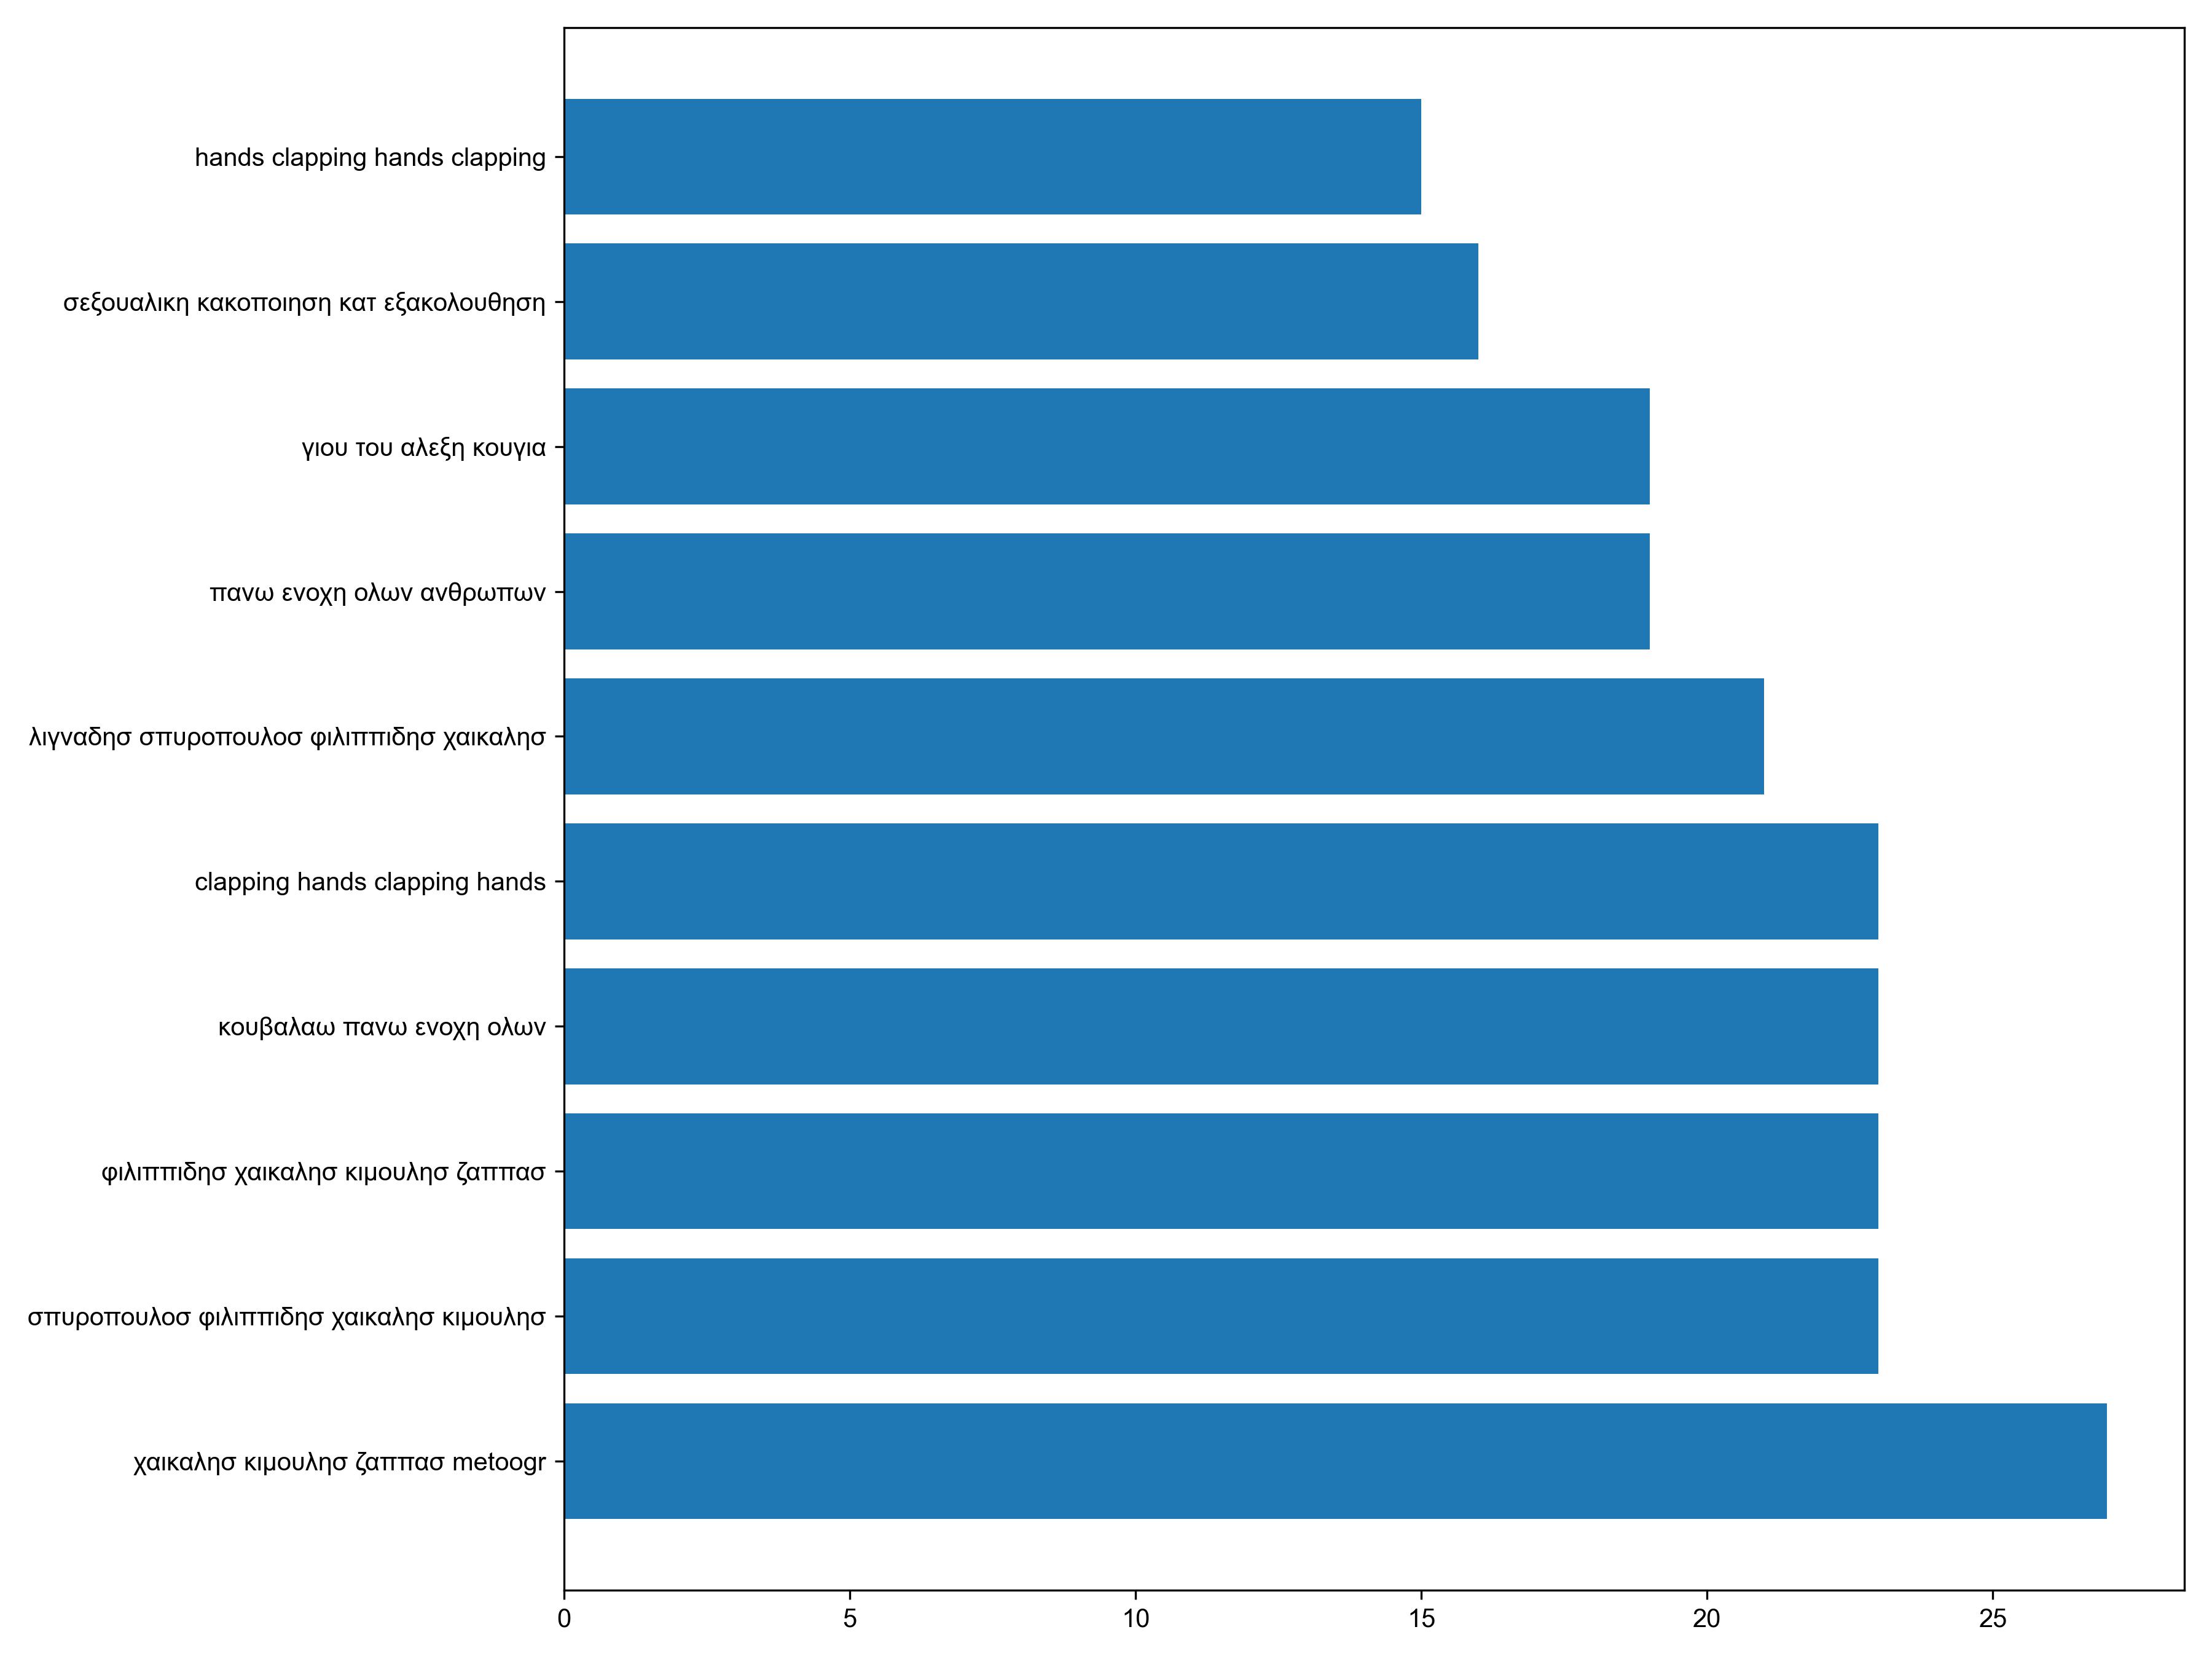 hands clapping hands clapping
σεξουαλικη κακοποιηση κατ εξακολουθηση
γιου του αλεξη κουγια
πανω ενοχη ολων ανθρωπων
λιγναδησ σπυροπουλοσ φιλιππιδησ χαικαλησ
clapping hands clapping hands
κουβαλαω πανω ενοχη ολων
φιλιππιδησ χαικαλησ κιμουλησ ζαππασ
σπυροπουλοσ φιλιππιδησ χαικαλησ κιμουλησ
χαικαλησ κιμουλησ ζαππασ metoogr
0 5 10 15 20 25